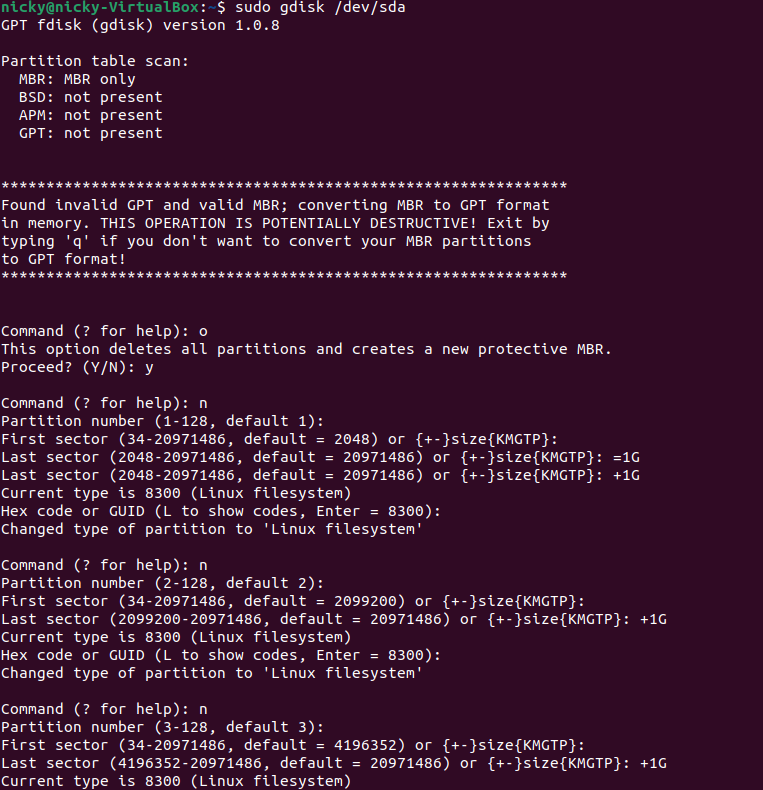 nicky@nicky-VirtualBox:~$ sudo gdisk /dev/sda
GPT fdisk (gdisk) version 1.0.8
Partition table scan:
MBR: MBR only
BSD: not present
APM: not present
GPT: not present
***************************************************************
Found invalid GPT and valid MBR; converting MBR to GPT format
in memory. THIS OPERATION IS POTENTIALLY DESTRUCTIVE! Exit by
typing 'q' if you don't want to convert your MBR partitions
to GPT format!
***************************************************************
Command (? for help): o
This option deletes all partitions and creates a new protective MBR.
Proceed? (Y/N): y
Command (? for help): n
Partition number (1-128, default 1):
First sector (34-20971486, default = 2048) or {+-}size{KMGTP}:
Last sector (2048-20971486, default = 20971486) or {+-}size{KMGTP}: =1G
Last sector (2048-20971486, default = 20971486) or {+-}size{KMGTP}: +1G
Current type is 8300 (Linux filesystem)
Hex code or GUID (L to show codes, Enter = 8300):
Changed type of partition to 'Linux filesystem'
Command (? for help): n
Partition number (2-128, default 2):
First sector (34-20971486, default = 2099200) or {+-}size{KMGTP}:
Last sector (2099200-20971486, default = 20971486) or {+-}size{KMGTP}: +1G
Current type is 8300 (Linux filesystem)
Hex code or GUID (L to show codes, Enter = 8300):
Changed type of partition to 'Linux filesystem'
Command (? for help): n
Partition number (3-128, default 3):
First sector (34-20971486, default = 4196352) or {+-}size{KMGTP}:
Last sector (4196352-20971486, default = 20971486) or {+-}size{KMGTP}: +1G
Current type is 8300 (Linux filesystem)